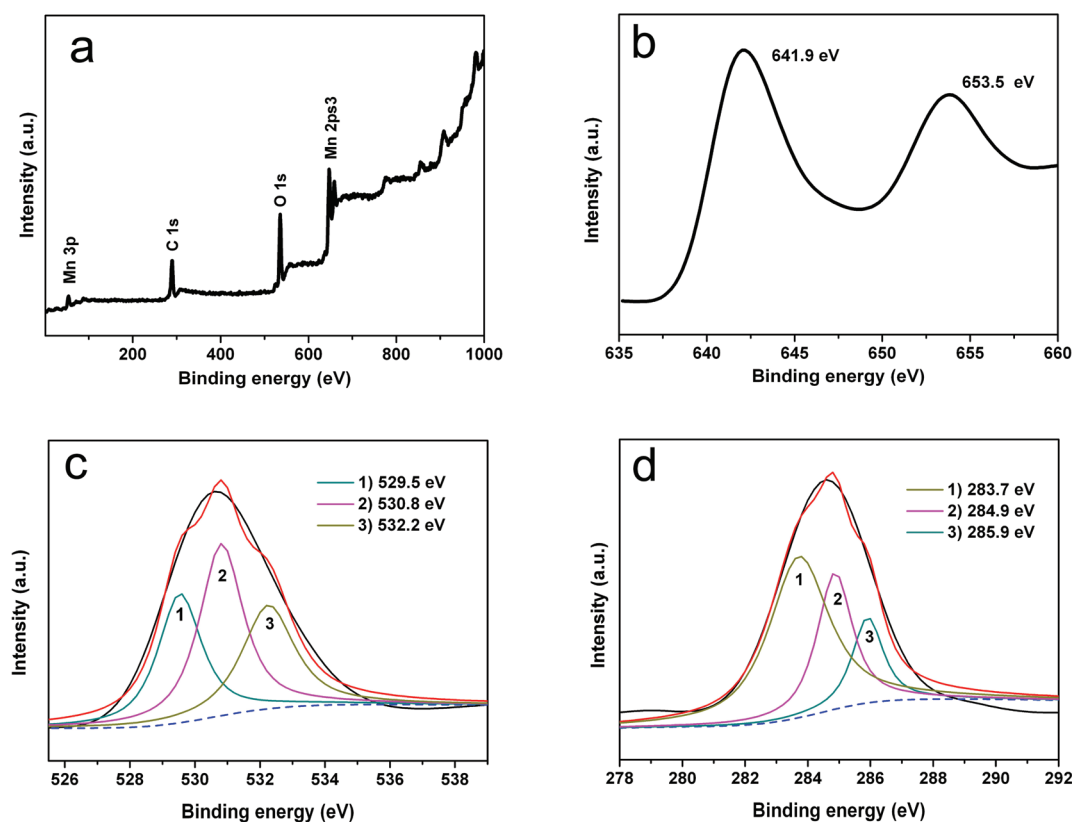 a
Intensity (a.u.)
Mn 3p
C 1s
O 1s
Mn 2ps3
200 400 600 800 1000
Binding energy (eV)
b
Intensity (a.u.)
641.9 eV
653.5 eV
635 640 645 650 655 660
Binding energy (eV)
c
Intensity (a.u.)
1) 529.5 eV
2) 530.8 eV
3) 532.2 eV
1
2
3
526 528 530 532 534 536 538
Binding energy (eV)
d
Intensity (a.u.)
1) 283.7 eV
2) 284.9 eV
3) 285.9 eV
1
2
3
278 280 282 284 286 288 290 292
Binding energy (eV)